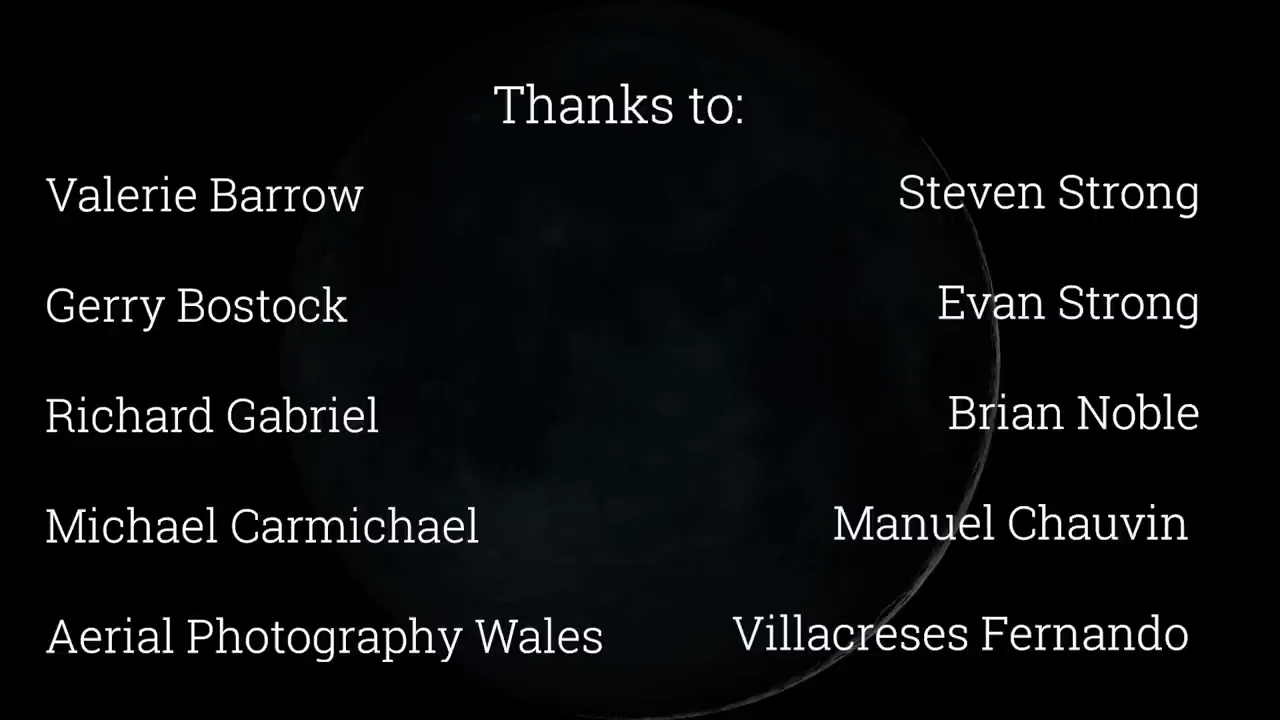 Thanks to:
Valerie Barrow
Steven Strong
Gerry Bostock
Evan Strong
Richard Gabriel
Brian Noble
Michael Carmichael
Manuel Chauvin
Aerial Photography Wales
Villacreses Fernando